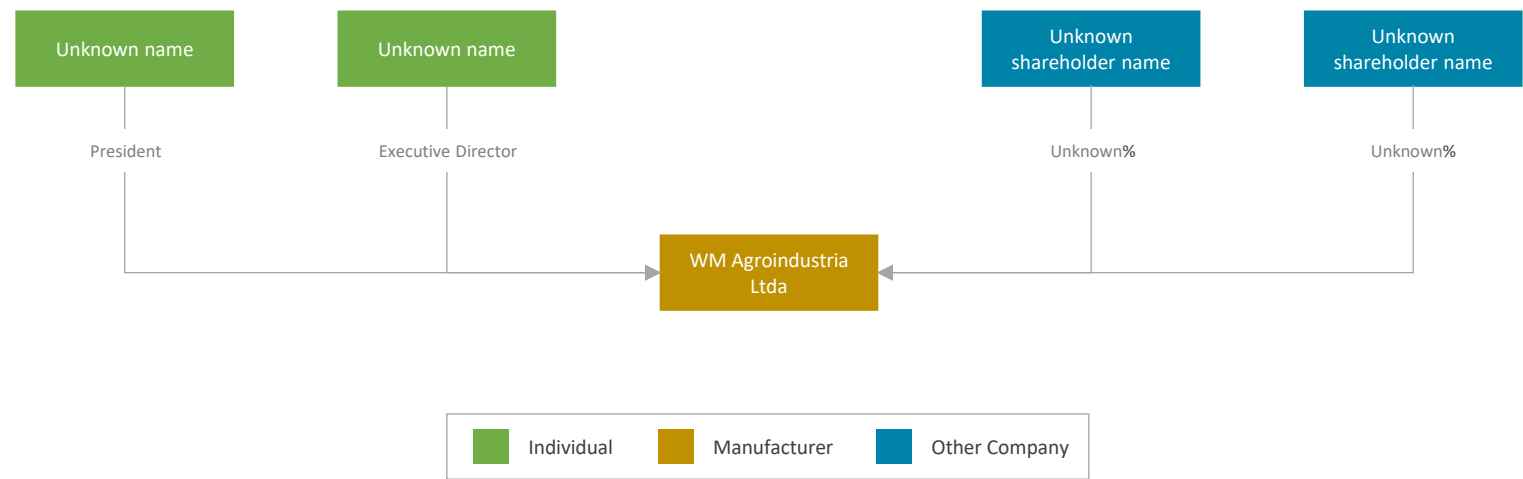 Unknown name
Unknown name
Unknown
shareholder name
Unknown
shareholder name
President
Executive Director
Unknown%
Unknown%
WM Agroindustria
Ltda
Individual
Manufacturer
Other Company